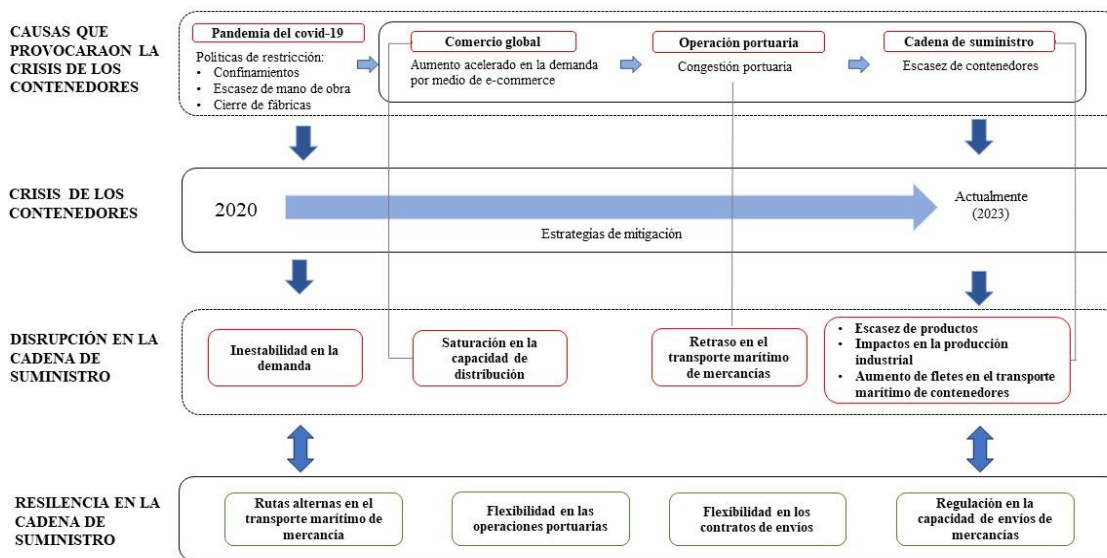 CAUSAS QUE
PROVOCARAON LA
CRISIS DE LOS
CONTENEDORES
Pandemia del covid-19
Políticas de restricción:
• Confinamientos
• Escasez de mano de obra
• Cierre de fábricas
Comercio global
Aumento acelerado en la demanda
por medio de e-commerce
Operación portuaria
Congestión portuaria
Cadena de suministro
Escasez de contenedores
CRISIS DE LOS
CONTENEDORES
2020
Estrategias de mitigación
Actualmente
(2023)
DISRUPCIÓN EN LA
CADENA DE
SUMINISTRO
Inestabilidad en la
demanda
Saturación en la
capacidad de
distribución
Retraso en el
transporte marítimo
de mercancías
• Escasez de productos
• Impactos en la producción
industrial
• Aumento de fletes en el transporte
marítimo de contenedores
RESILENCIA EN LA
CADENA DE
SUMINISTRO
Rutas alternas en el
transporte marítimo de
mercancía
Flexibilidad en las
operaciones portuarias
Flexibilidad en los
contratos de envíos
Regulación en la
capacidad de envíos de
mercancías